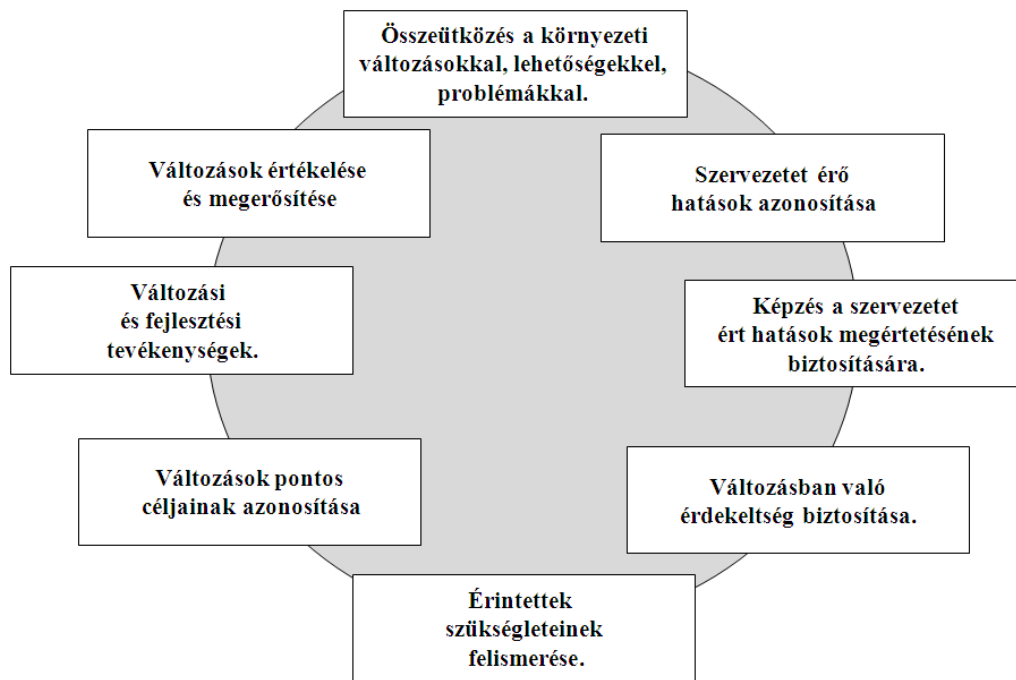 Összeütközés a környezeti
változásokkal, lehetőségekkel,
problémákkal.
Szervezetet érő
hatások azonosítása
Képzés a szervezetet
ért hatások megértetésének
biztosítására.
Változásban való
érdekeltség biztosítása.
Érintettek
szükségleteinek
felismerése.
Változások pontos
céljainak azonosítása
Változási
és fejlesztési
tevékenységek.
Változások értékelése
és megerősítése